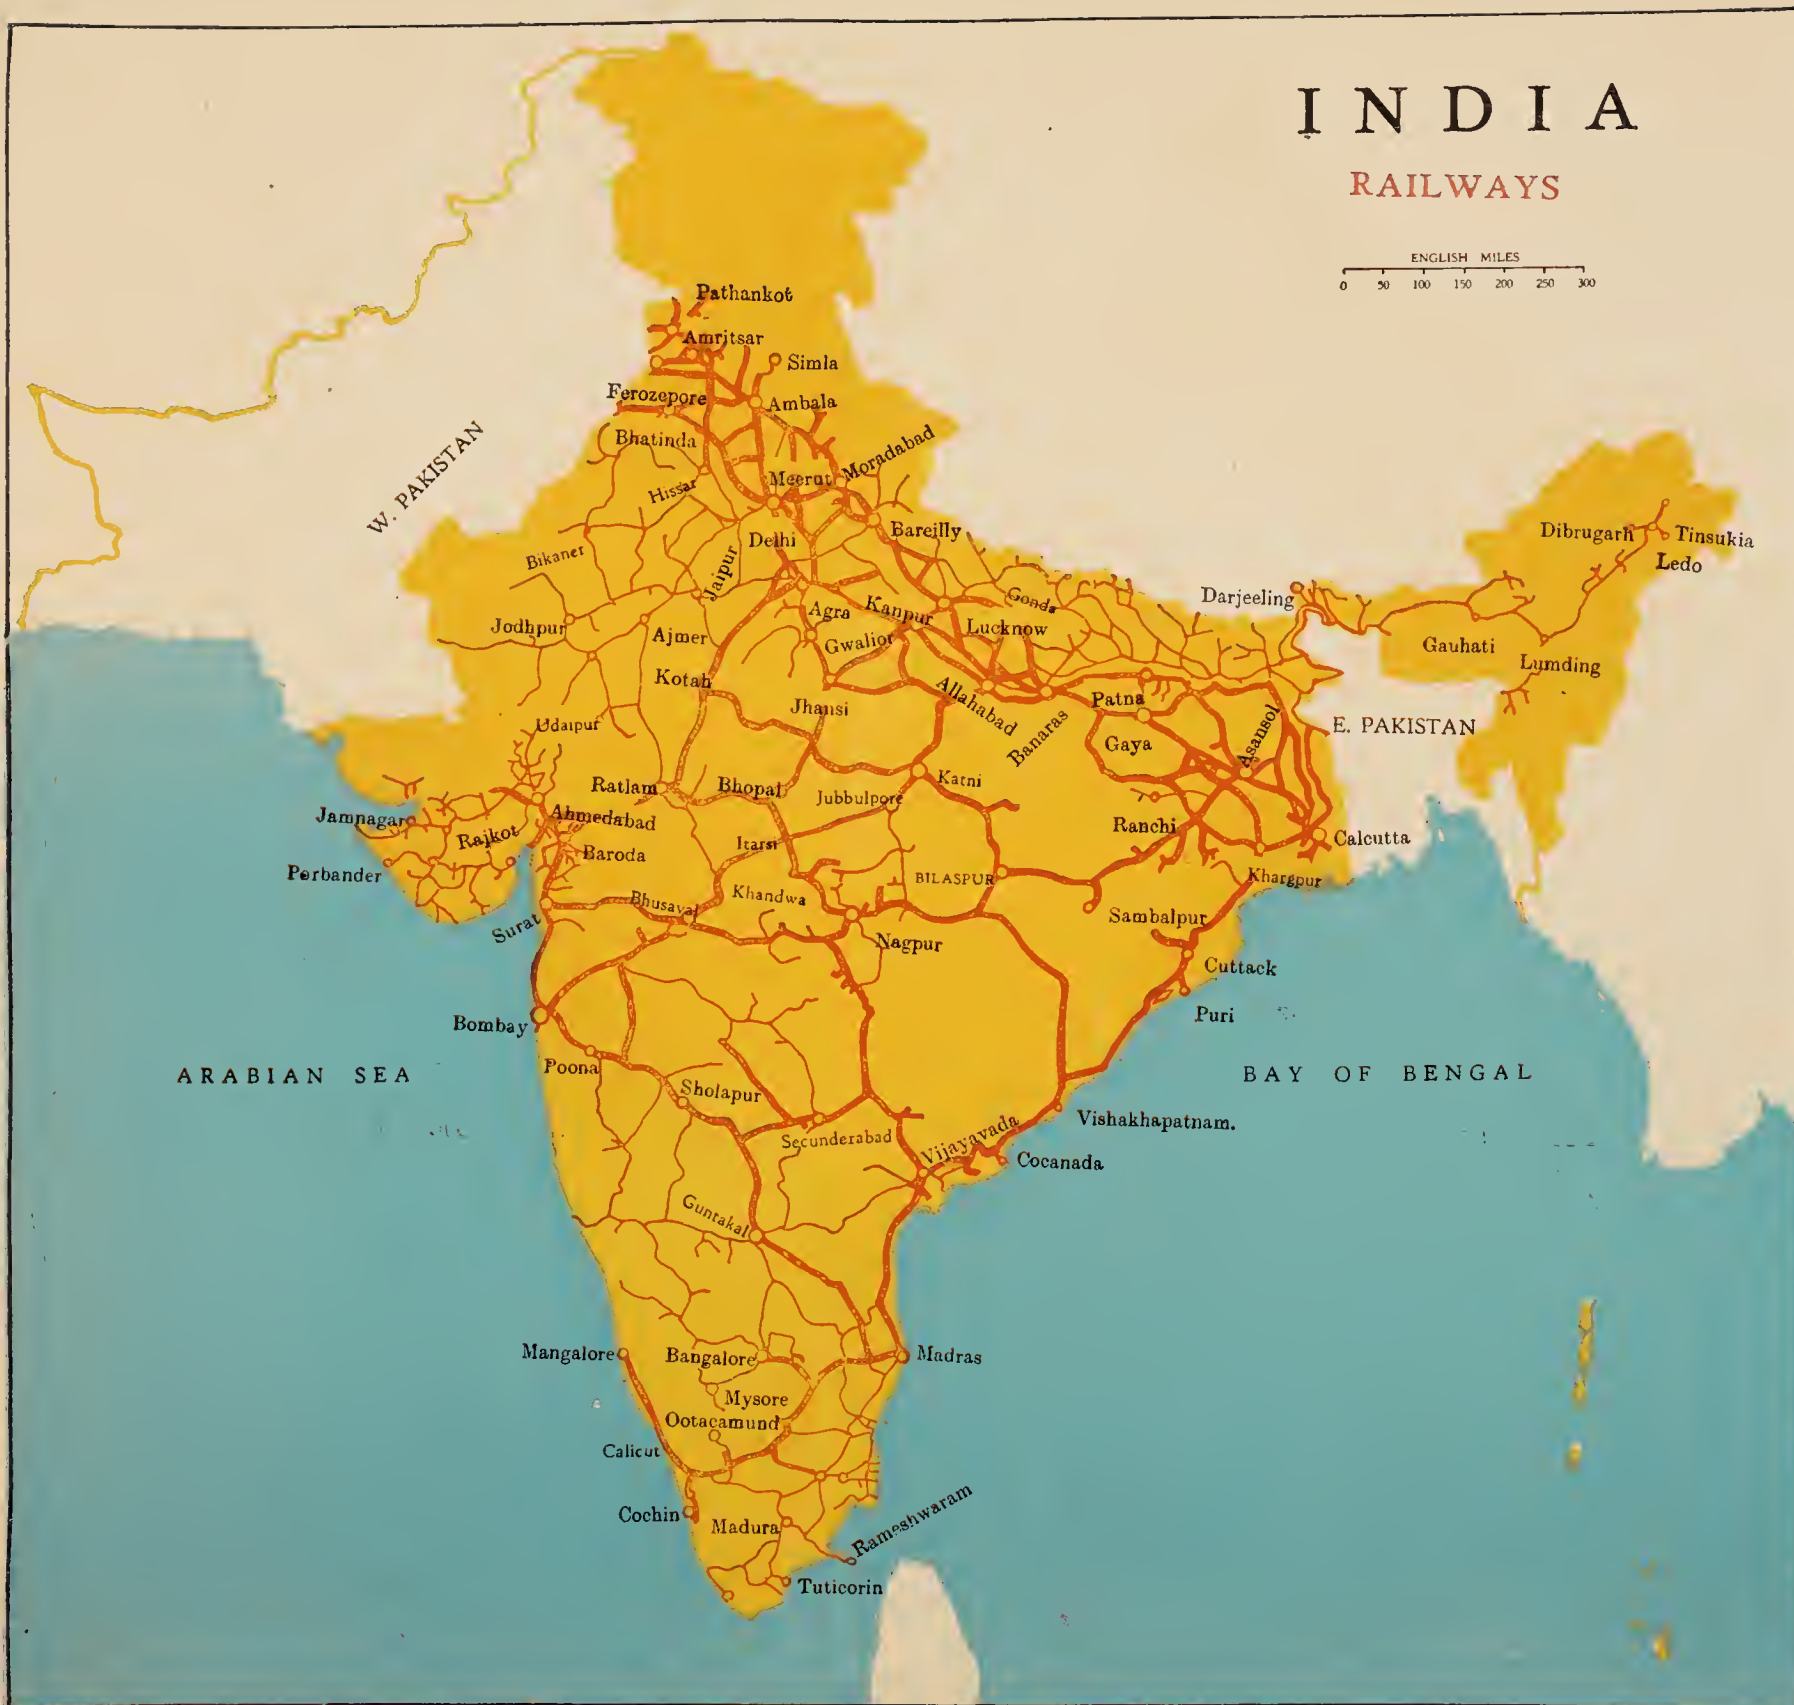 INDIA
RAILWAYS
ENGLISH MILES
0 50 100 150 200 250 300
Pathankot
Amritsar
Simla
Ferozepore
Ambala
Bhatinda
Moradabad
W. PAKISTAN
Meerut
Hissar
Bareilly
Dibrugarh
Tinsukia
Delhi
Bikaner
Ledo
Jaipur
Darjeeling
Gonda
Agra
Kanpur
Jodhpur
Ajmer
Lucknow
Gwalior
Gauhati
Lumding
Kotah
Allahabad
Patna
Jhansi
Udaipur
Banaras
E. PAKISTAN
Gaya
Asansol
Ratlam
Bhopal
Katni
Jubbulpore
Jamnagar
Ahmedabad
Rajkot
Ranchi
Calcutta
Itarsi
Baroda
Porbander
BILASPUR
Khargpur
Bhusaval
Khandwa
Surat
Sambalpur
Nagpur
Cuttack
Bombay
Puri
Poona
ARABIAN SEA
BAY OF BENGAL
Sholapur
Vishakhapatnam.
Secunderabad
Vijayavada
Cocanada
Guntakal
Mangalore
Bangalore
Madras
Mysore
Ootacamund
Calicut
Cochin
Madura
Rameshwaram
Tuticorin